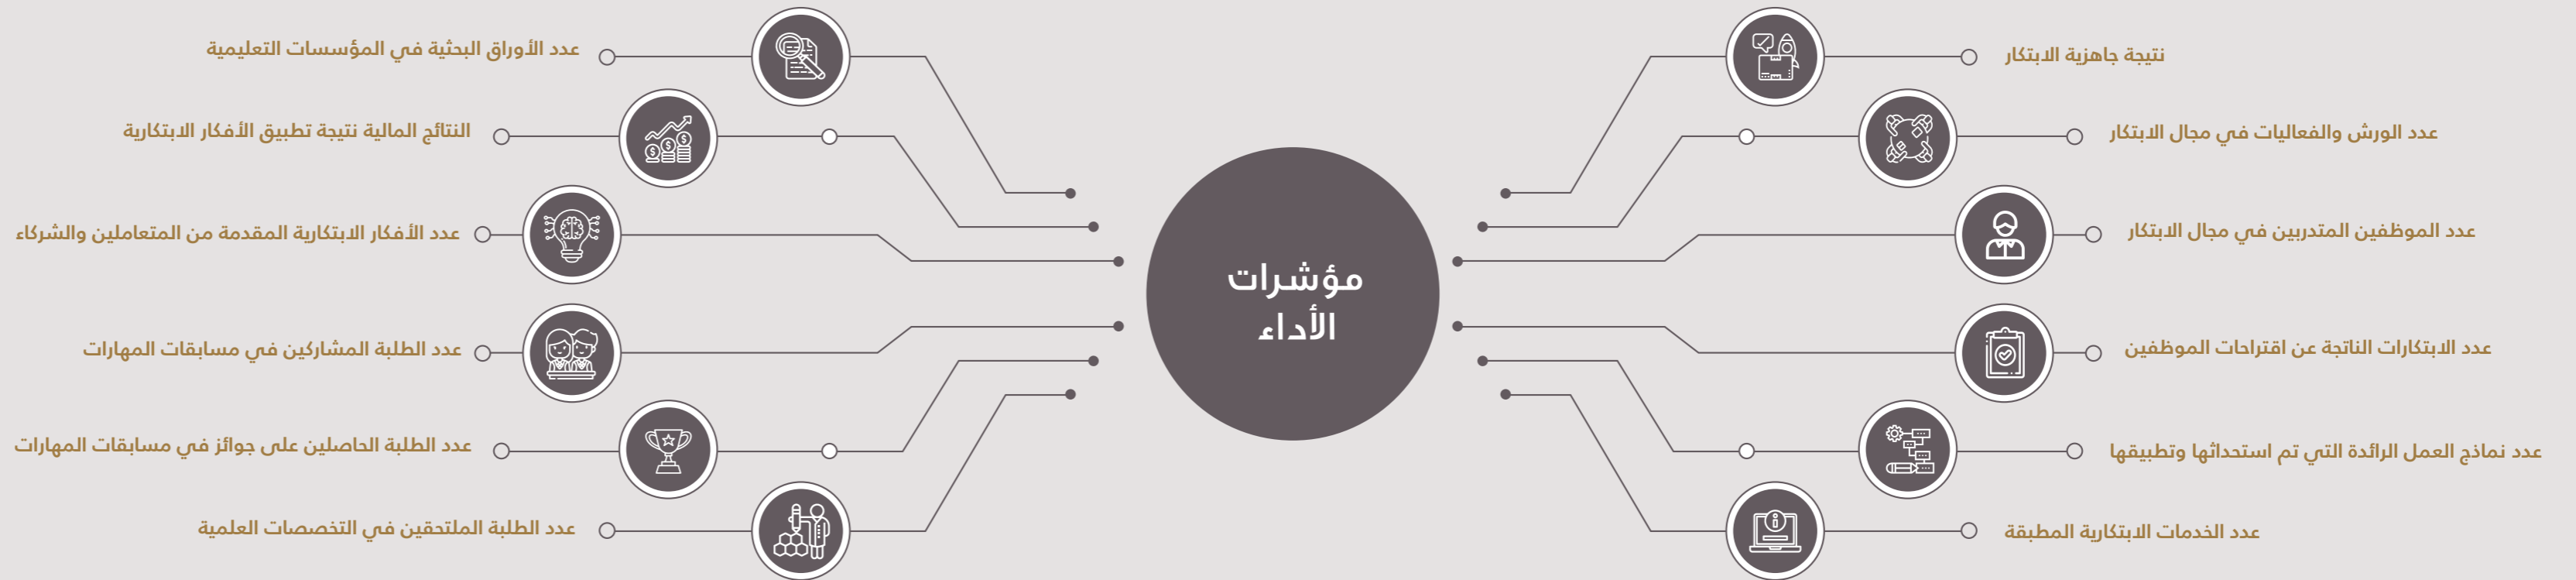 مؤشرات
الأداء
نتيجة جاهزية الابتكار
عدد الورش والفعاليات في مجال الابتكار
عدد الموظفين المتدربين في مجال الابتكار
عدد الابتكارات الناتجة عن اقتراحات الموظفين
عدد نماذج العمل الرائدة التي تم استحداثها وتطبيقها
عدد الخدمات الابتكارية المطبقة
عدد الأوراق البحثية في المؤسسات التعليمية
النتائج المالية نتيجة تطبيق الأفكار الابتكارية
عدد الأفكار الابتكارية المقدمة من المتعاملين والشركاء
عدد الطلبة المشاركين في مسابقات المهارات
عدد الطلبة الحاصلين على جوائز في مسابقات المهارات
عدد الطلبة الملتحقين في التخصصات العلمية